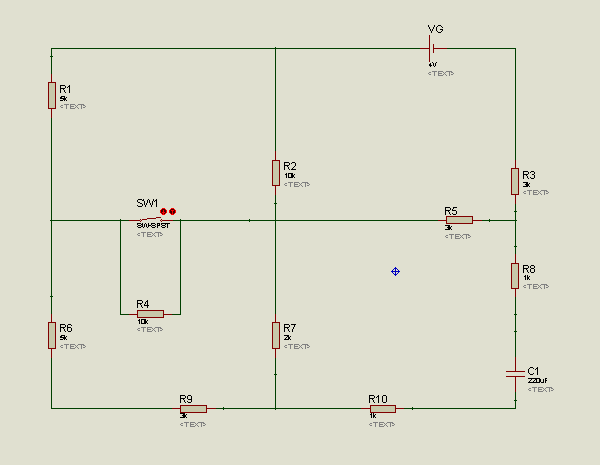 VG
4V
<TEXT>
R1
5k
<TEXT>
R2
10k
<TEXT>
R3
3k
<TEXT>
SW1
SW-SPST
<TEXT>
R5
3k
<TEXT>
R8
1k
<TEXT>
R4
10k
<TEXT>
R6
5k
<TEXT>
R7
2k
<TEXT>
C1
220uf
<TEXT>
R9
3k
<TEXT>
R10
1k
<TEXT>